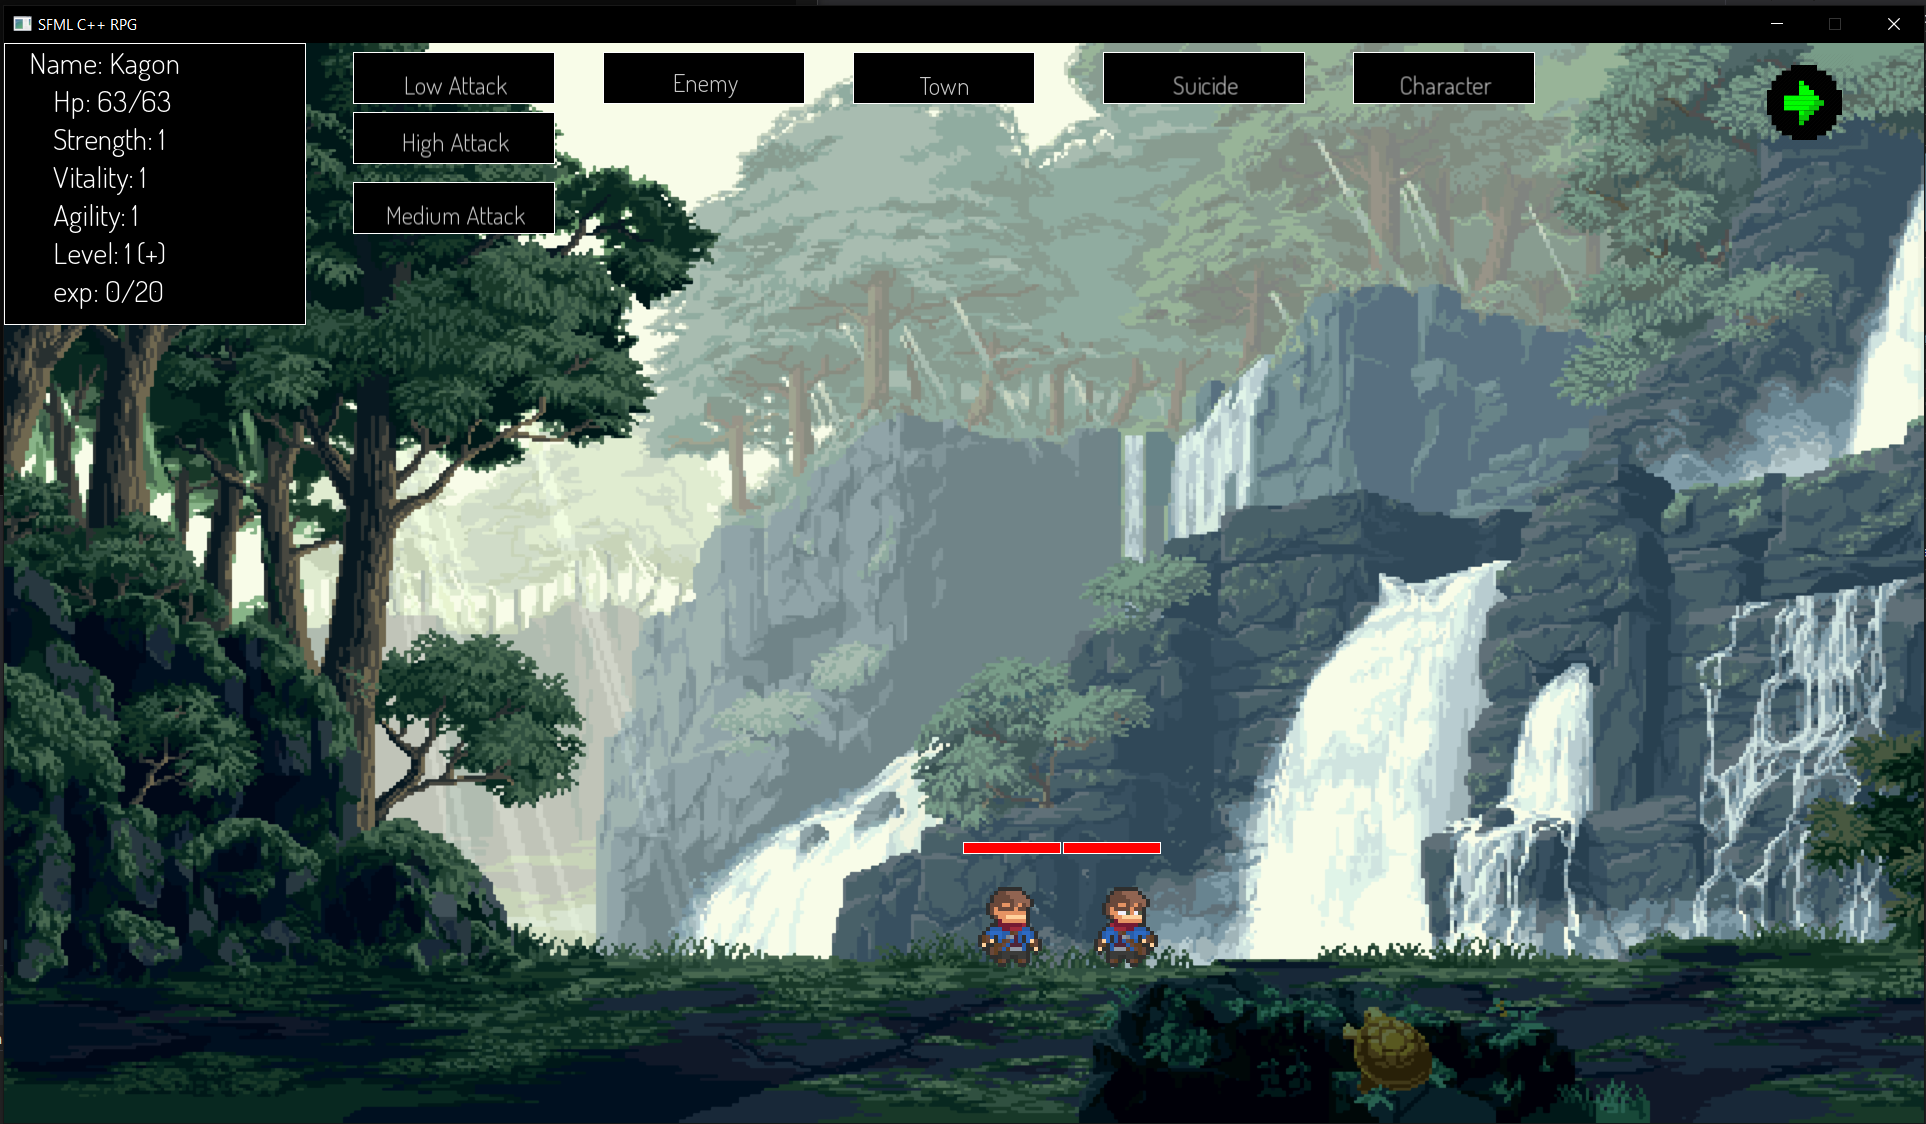 SFML C++ RPG
Name: Kagon
Hp: 63/63
Strength: 1
Vitality: 1
Agility: 1
Level: 1 (+)
exp: 0/20
Low Attack
Enemy
Town
Suicide
Character
High Attack
Medium Attack